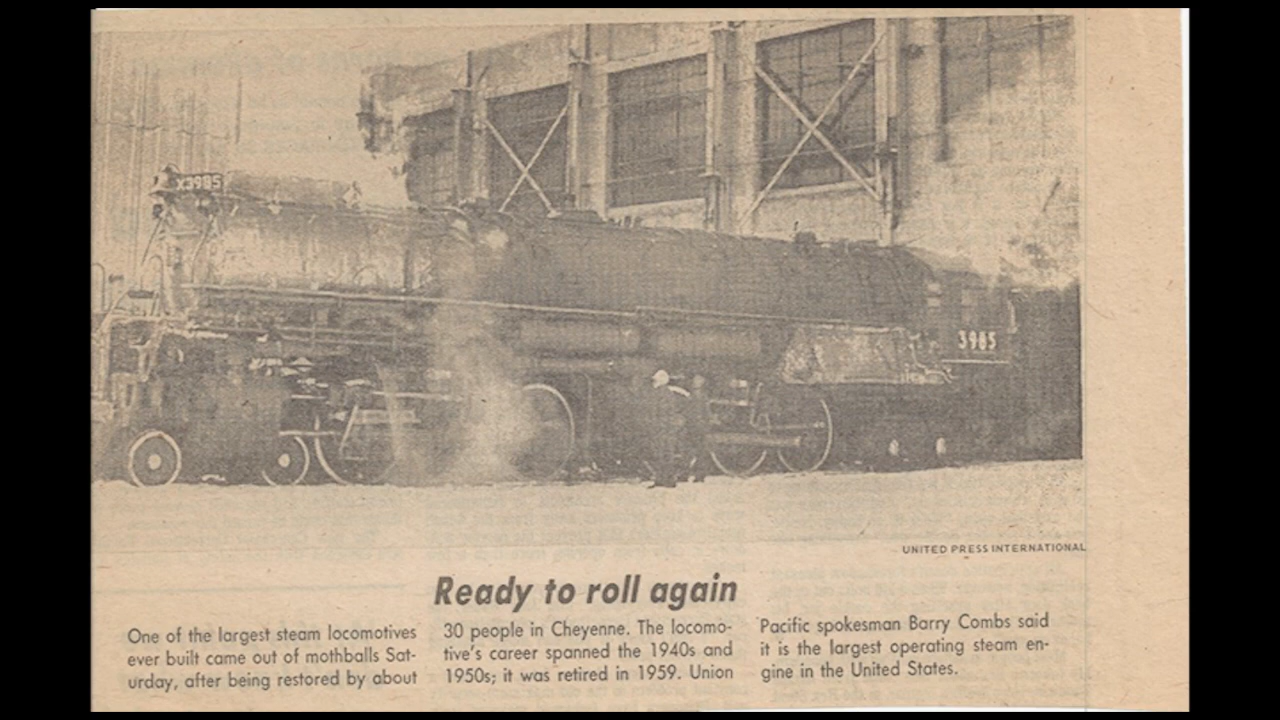 X3985
3985
UNITED PRESS INTERNATIONAL
Ready to roll again
One of the largest steam locomotives
ever built came out of mothballs Sat-
urday, after being restored by about
30 people in Cheyenne. The locomo-
tive's career spanned the 1940s and
1950s; it was retired in 1959. Union
Pacific spokesman Barry Combs said
it is the largest operating steam en-
gine in the United States.